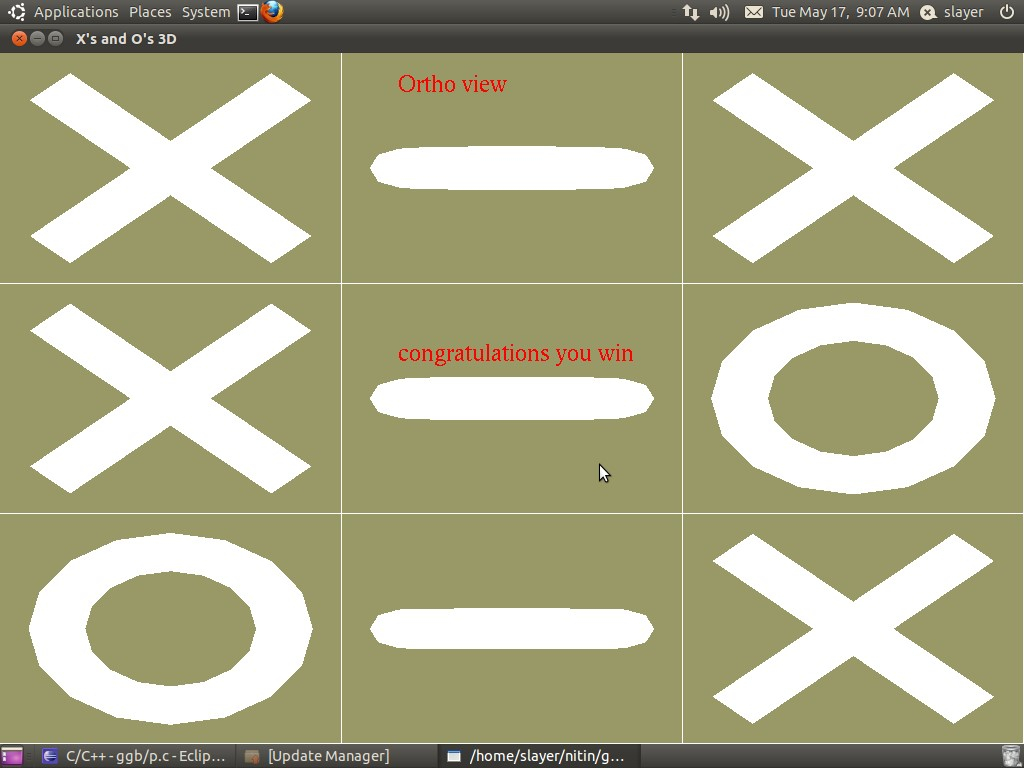 Applications Places System Tue May 17, 9:07 AM slayer
X's and O's 3D
Ortho view
congratulations you win
C/C++ - ggb/p.c - Eclip... [Update Manager] /home/slayer/nitin/g...